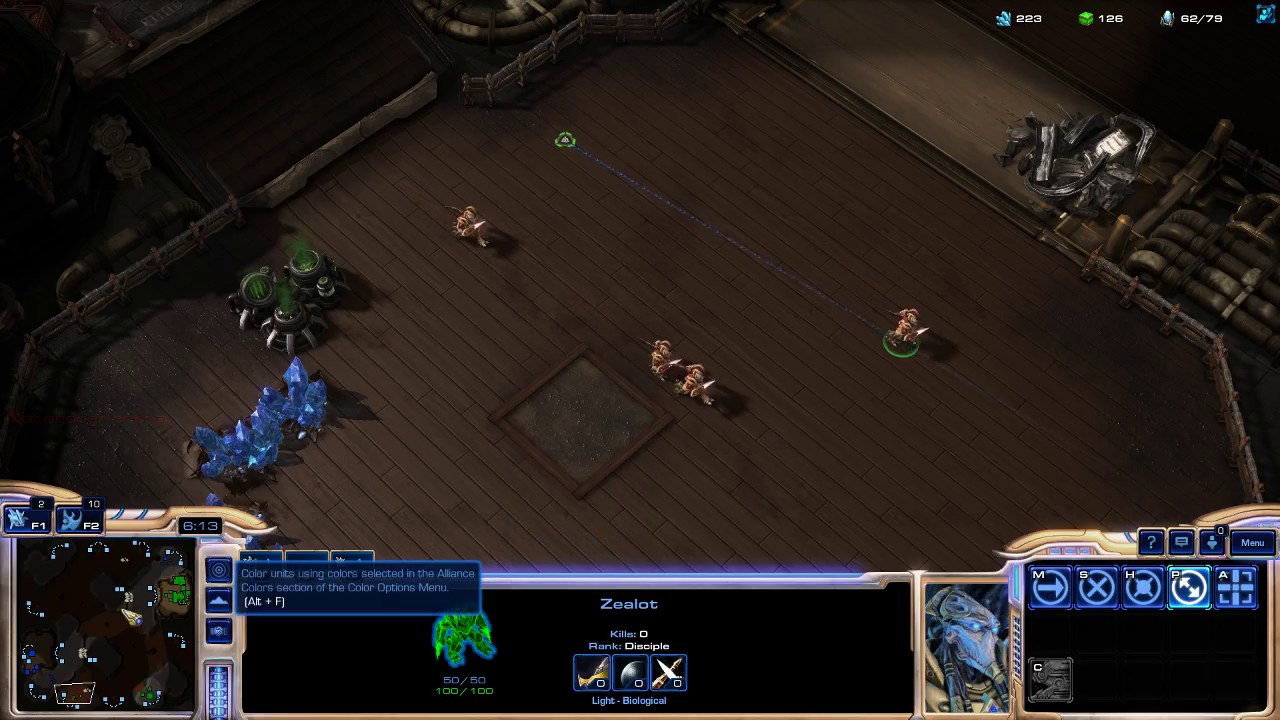 223 126 62/79
2 10
F1 F2
6:13
Color units using colors selected in the Alliance
Colors section of the Color Options Menu.
(Alt + F)
Zealot
Kills: 0
Rank: Disciple
0 0 0
Light - Biological
50/50
100/100
? 0 Menu
M S H P A
C